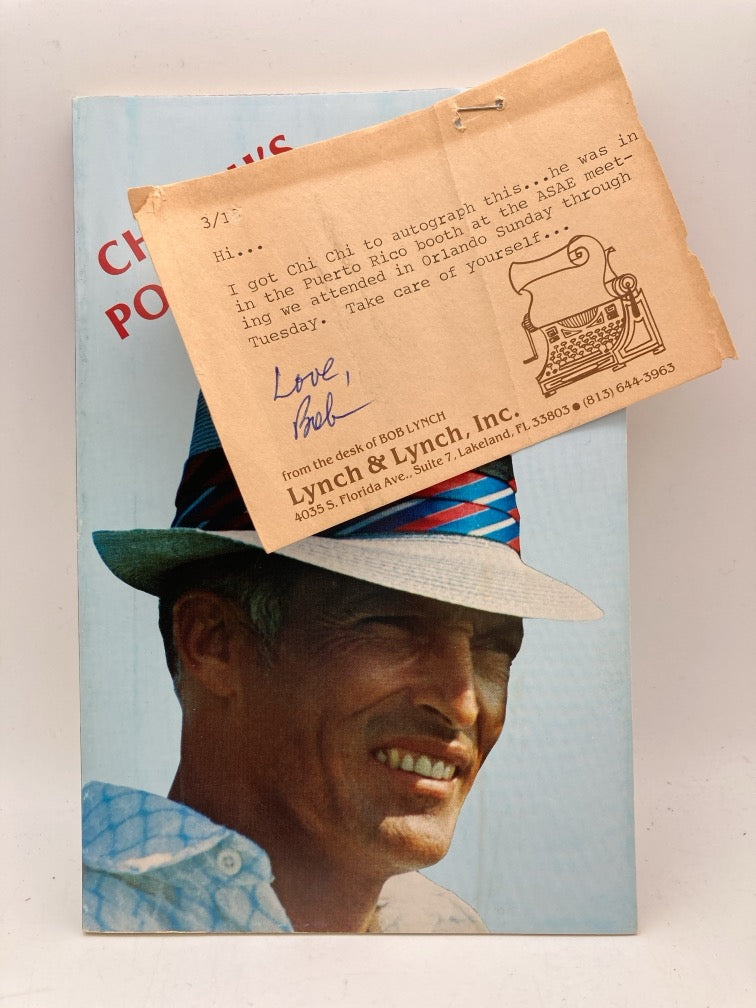 I'S
CH
PO
3/1
Hi...
I got Chi Chi to autograph this...he was in
in the Puerto Rico booth at the ASAE meet-
ing we attended in Orlando Sunday through
Tuesday. Take care of yourself...
Love,
Bob
from the desk of BOB LYNCH
Lynch & Lynch, Inc.
4035 S. Florida Ave., Suite 7, Lakeland, FL 33803 ● (813) 644-3963